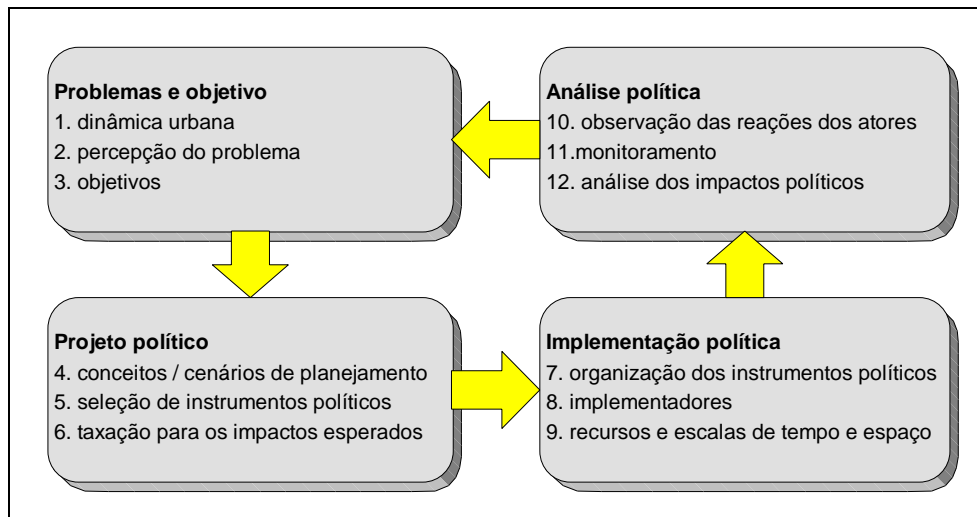 Problemas e objetivo
1. dinâmica urbana
2. percepção do problema
3. objetivos
Análise política
10. observação das reações dos atores
11.monitoramento
12. análise dos impactos políticos
Projeto político
4. conceitos / cenários de planejamento
5. seleção de instrumentos políticos
6. taxação para os impactos esperados
Implementação política
7. organização dos instrumentos políticos
8. implementadores
9. recursos e escalas de tempo e espaço